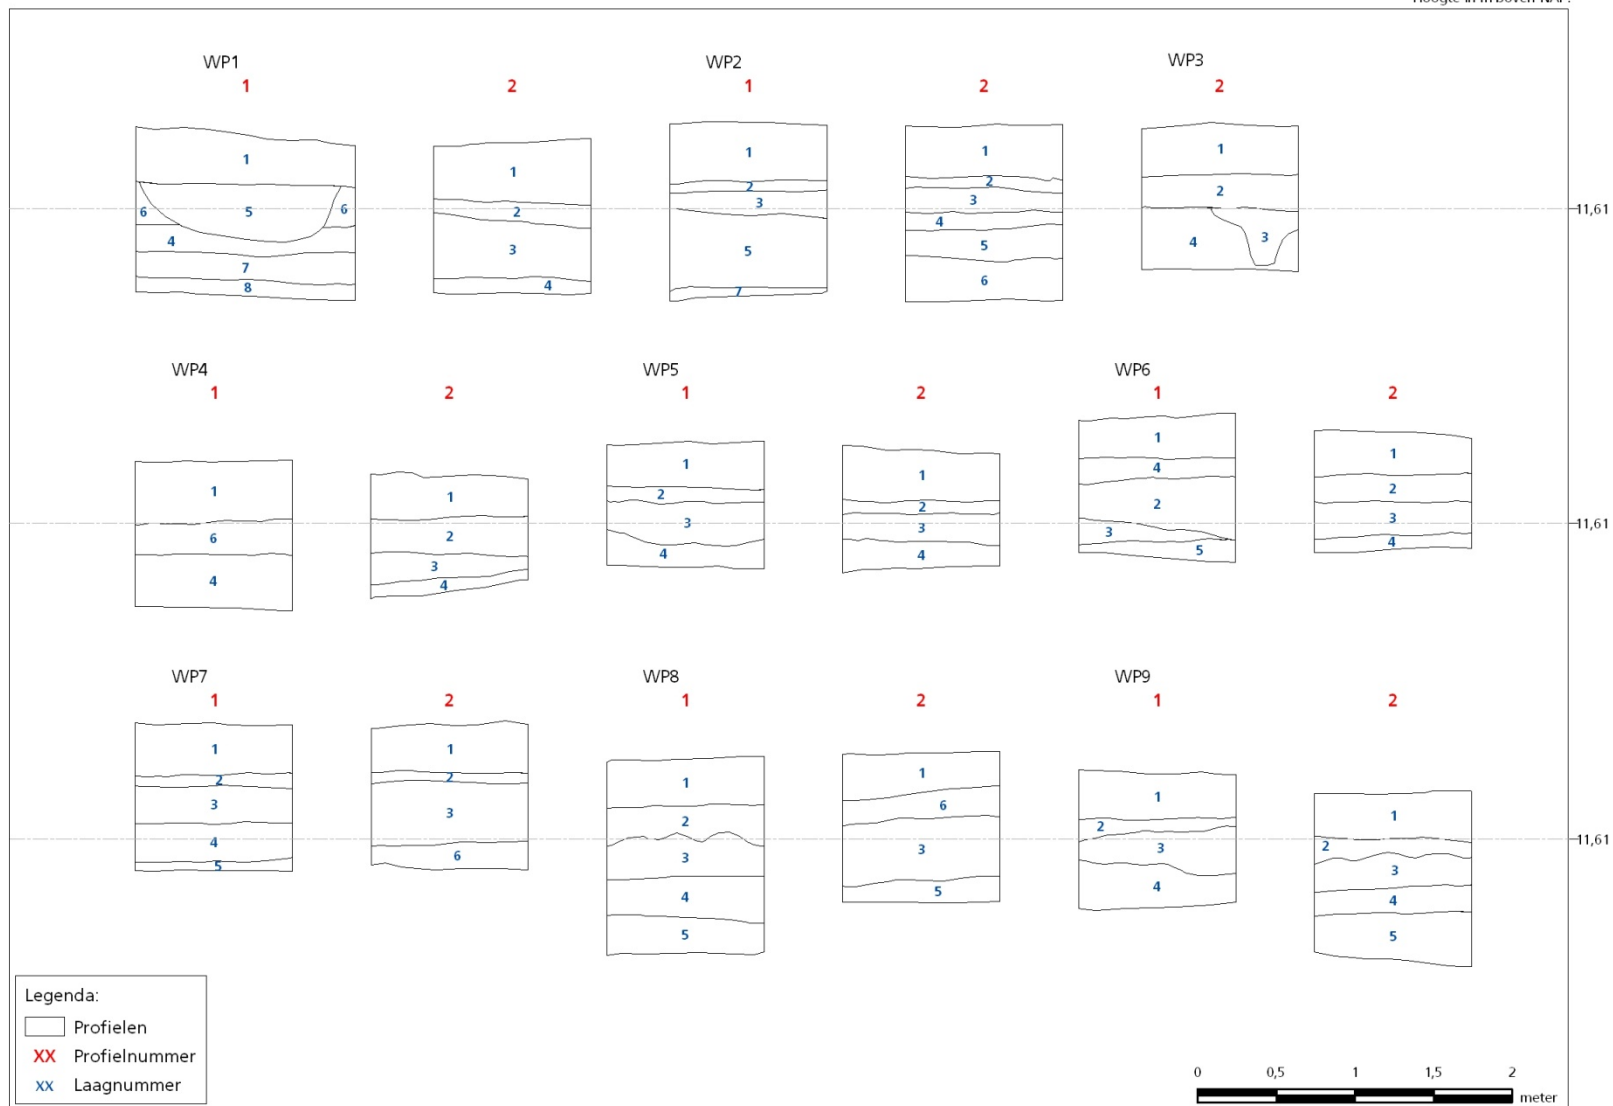 Hoogte in m boven NAP.
WP1 WP2 WP3
1 2 1 2 2
1 1 1 1 1
6 5 6 2 2 3 2 3 2
4 3 5 4 5 4 3
7 8 4 7 6
11,61
WP4 WP5 WP6
1 2 1 2 1 2
1 1 1 1 1 1
6 2 2 2 4 2
4 3 3 3 2 3
4 4 4 3 5 4
11,61
WP7 WP8 WP9
1 2 1 2 1 2
1 1 1 1 1 1
2 2 2 6 2 2
3 3 3 3 3 3
4 6 4 5 4 4
5 5 5
11,61
Legenda:
Profielen
XX Profielnummer
xx Laagnummer
0 0,5 1 1,5 2
meter